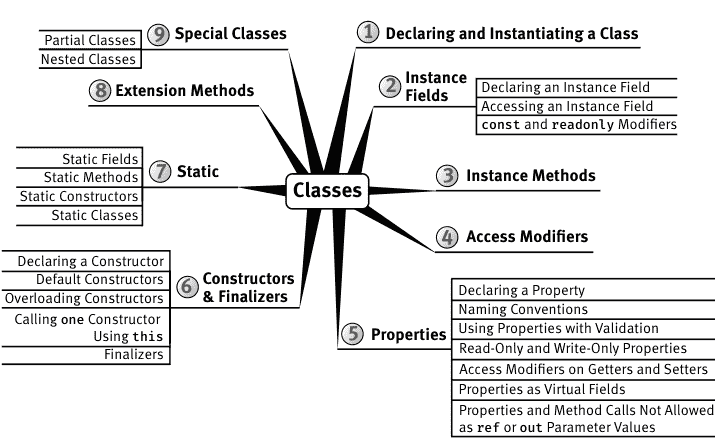 Classes
1 Declaring and Instantiating a Class
2 Instance
Fields
Declaring an Instance Field
Accessing an Instance Field
const and readonly Modifiers
3 Instance Methods
4 Access Modifiers
5 Properties
Declaring a Property
Naming Conventions
Using Properties with Validation
Read-Only and Write-Only Properties
Access Modifiers on Getters and Setters
Properties as Virtual Fields
Properties and Method Calls Not Allowed
as ref or out Parameter Values
6 Constructors
& Finalizers
Declaring a Constructor
Default Constructors
Overloading Constructors
Calling one Constructor
Using this
Finalizers
7 Static
Static Fields
Static Methods
Static Constructors
Static Classes
8 Extension Methods
9 Special Classes
Partial Classes
Nested Classes